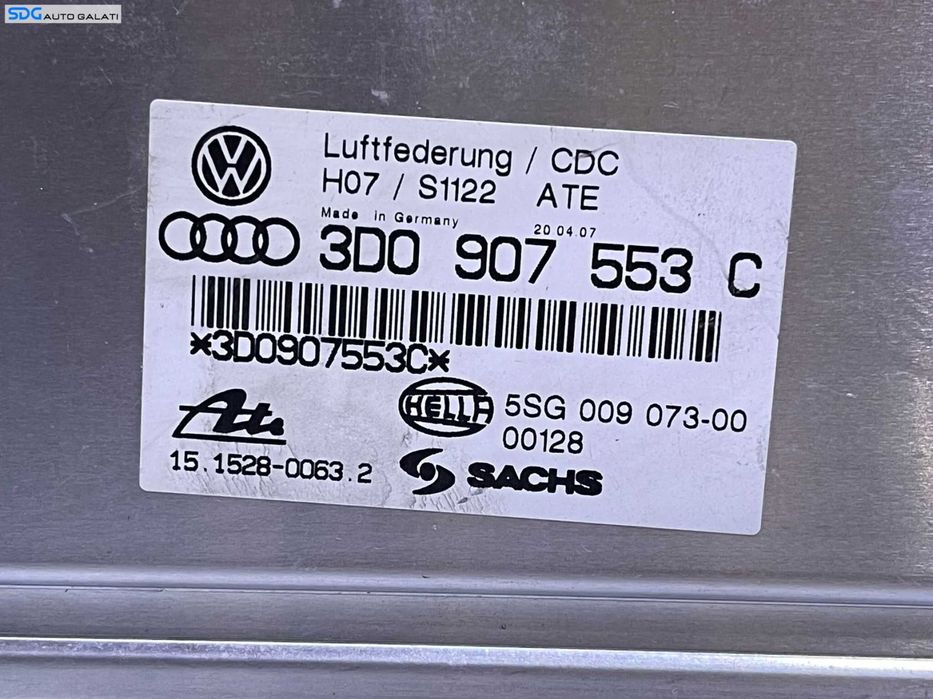 SDG AUTO GALATI
Luftfederung / CDC
H07 / S1122 ATE
Made in Germany 20 04.07
3D0 907 553 C
*3D0907553C*
Ate
HELLA 5SG 009 073-00
00128
15.1528-0063.2
SACHS